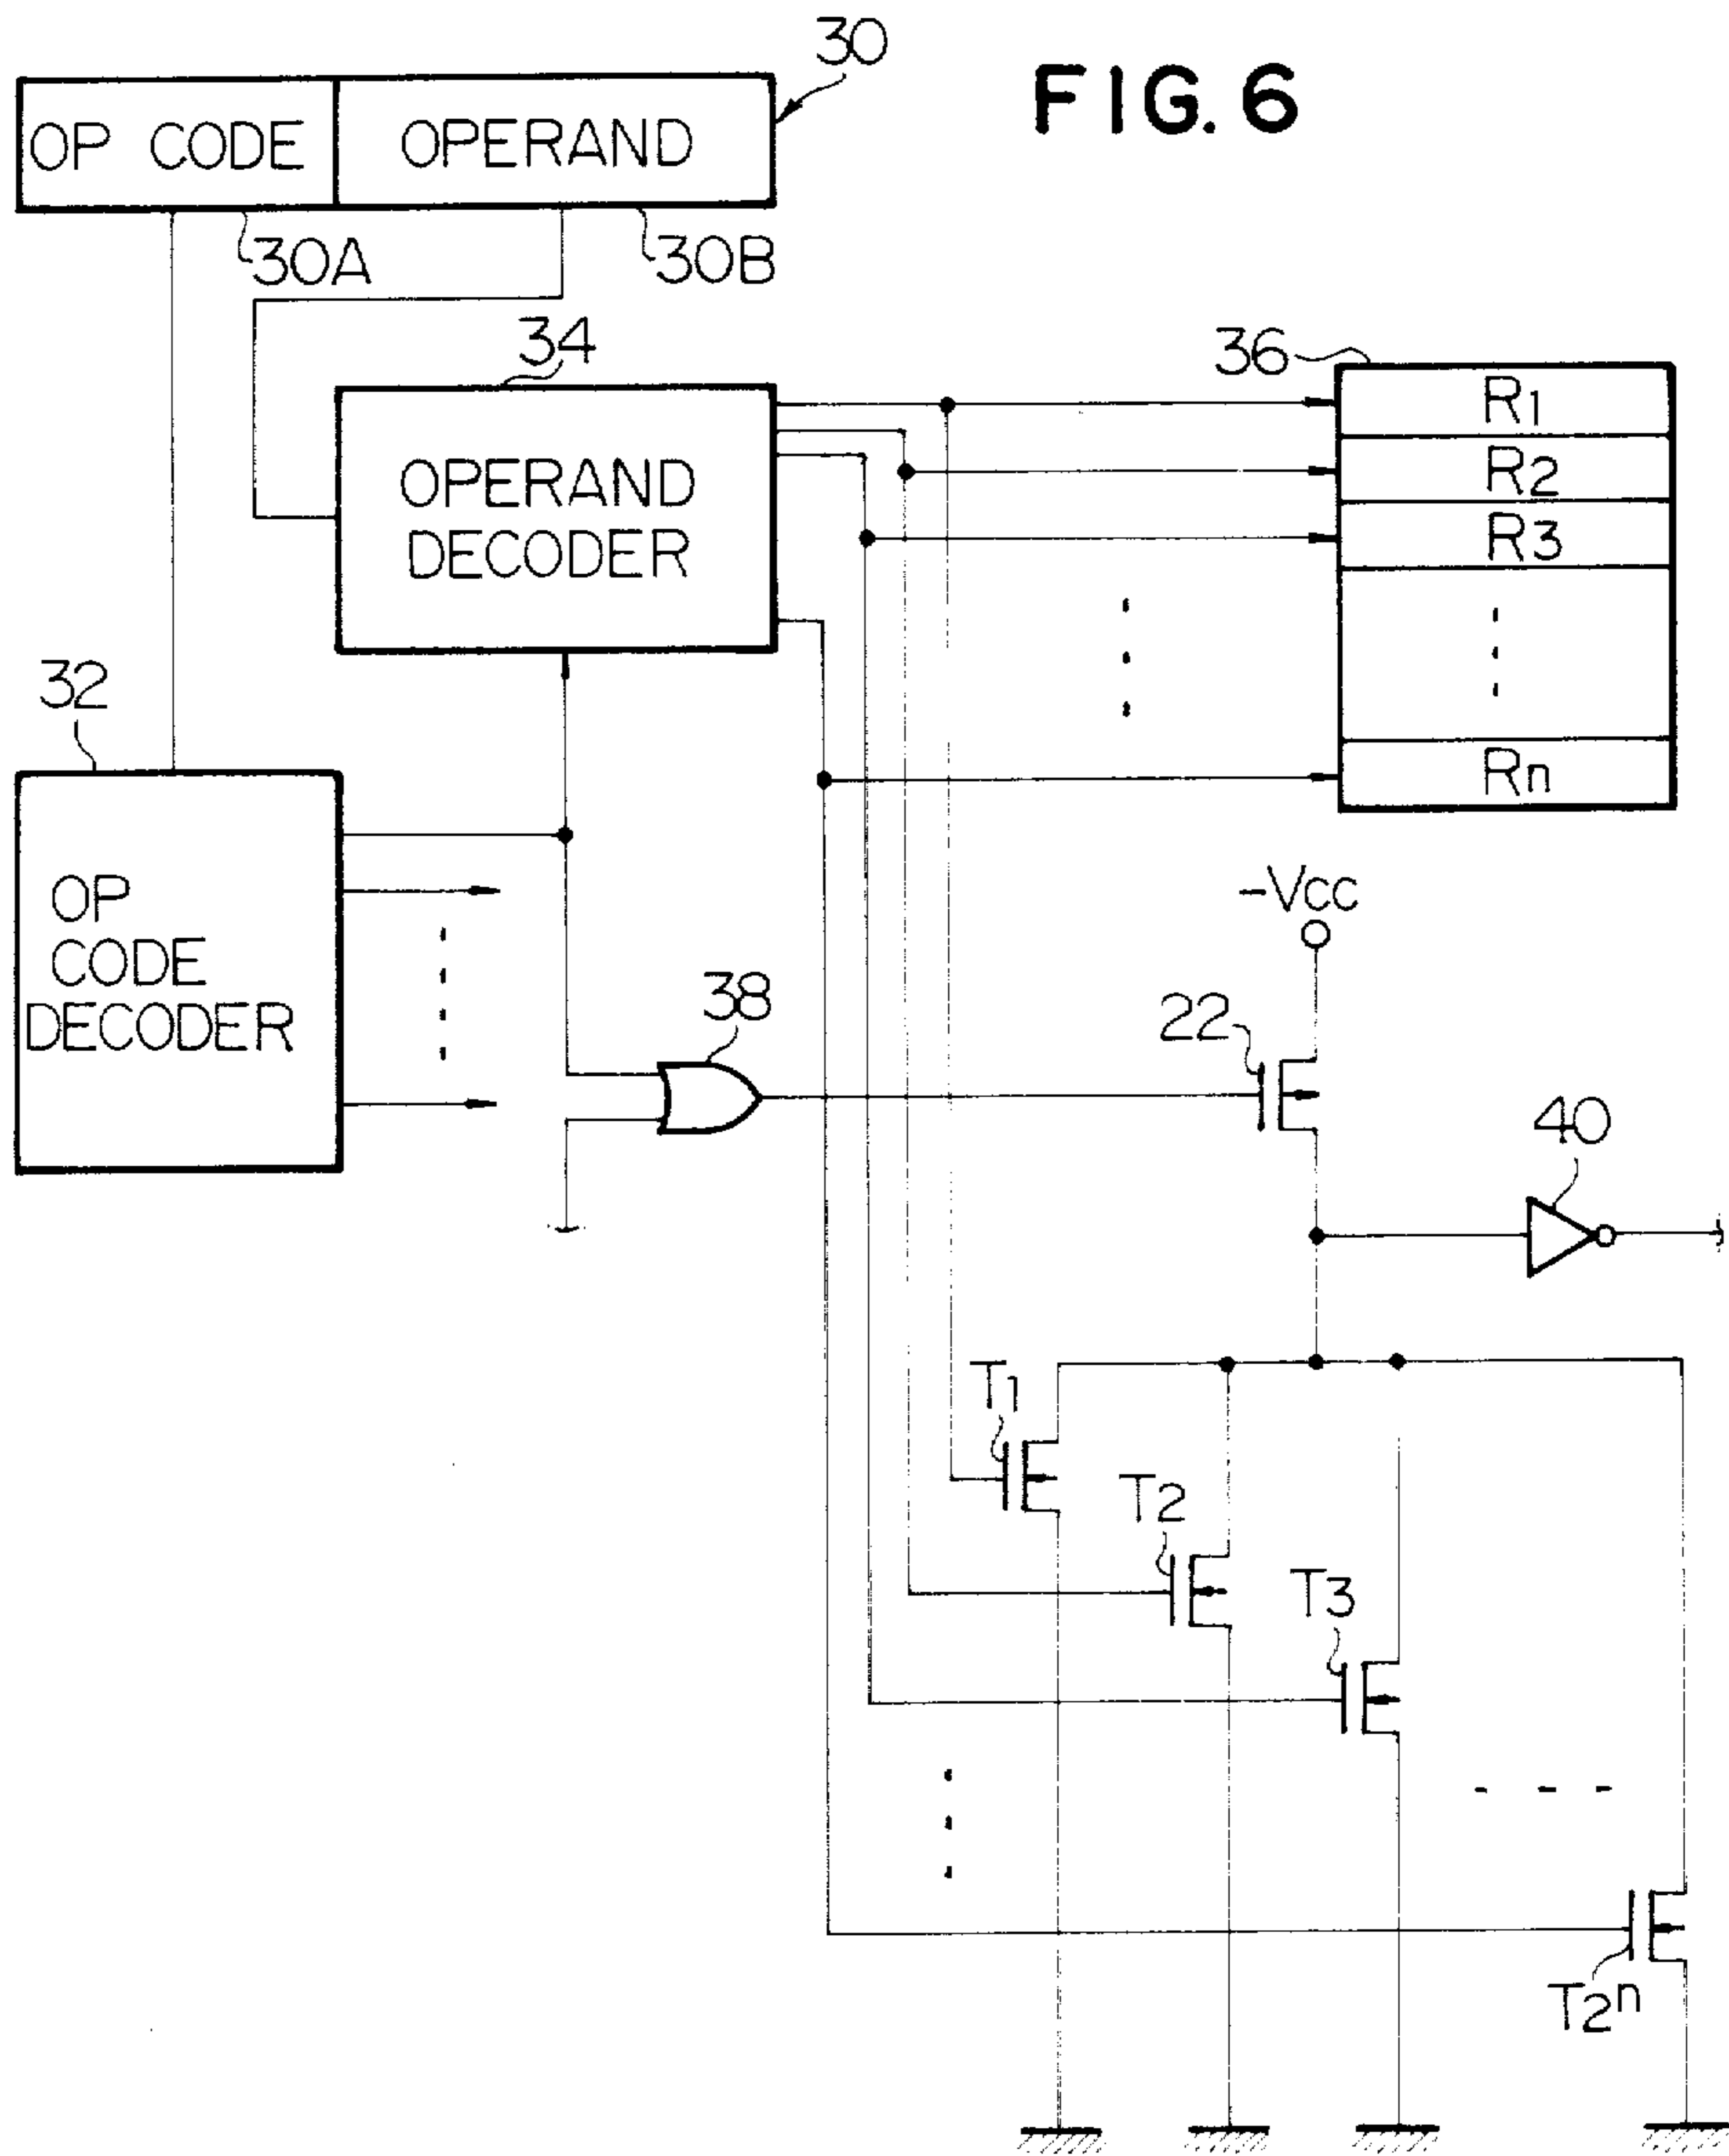 30
FIG. 6
OP CODE
OPERAND
30A
30B
34
36
R1
OPERAND
DECODER
R2
R3
32
Rn
-Vcc
OP
CODE
DECODER
38
22
40
T1
T2
T3
T2n